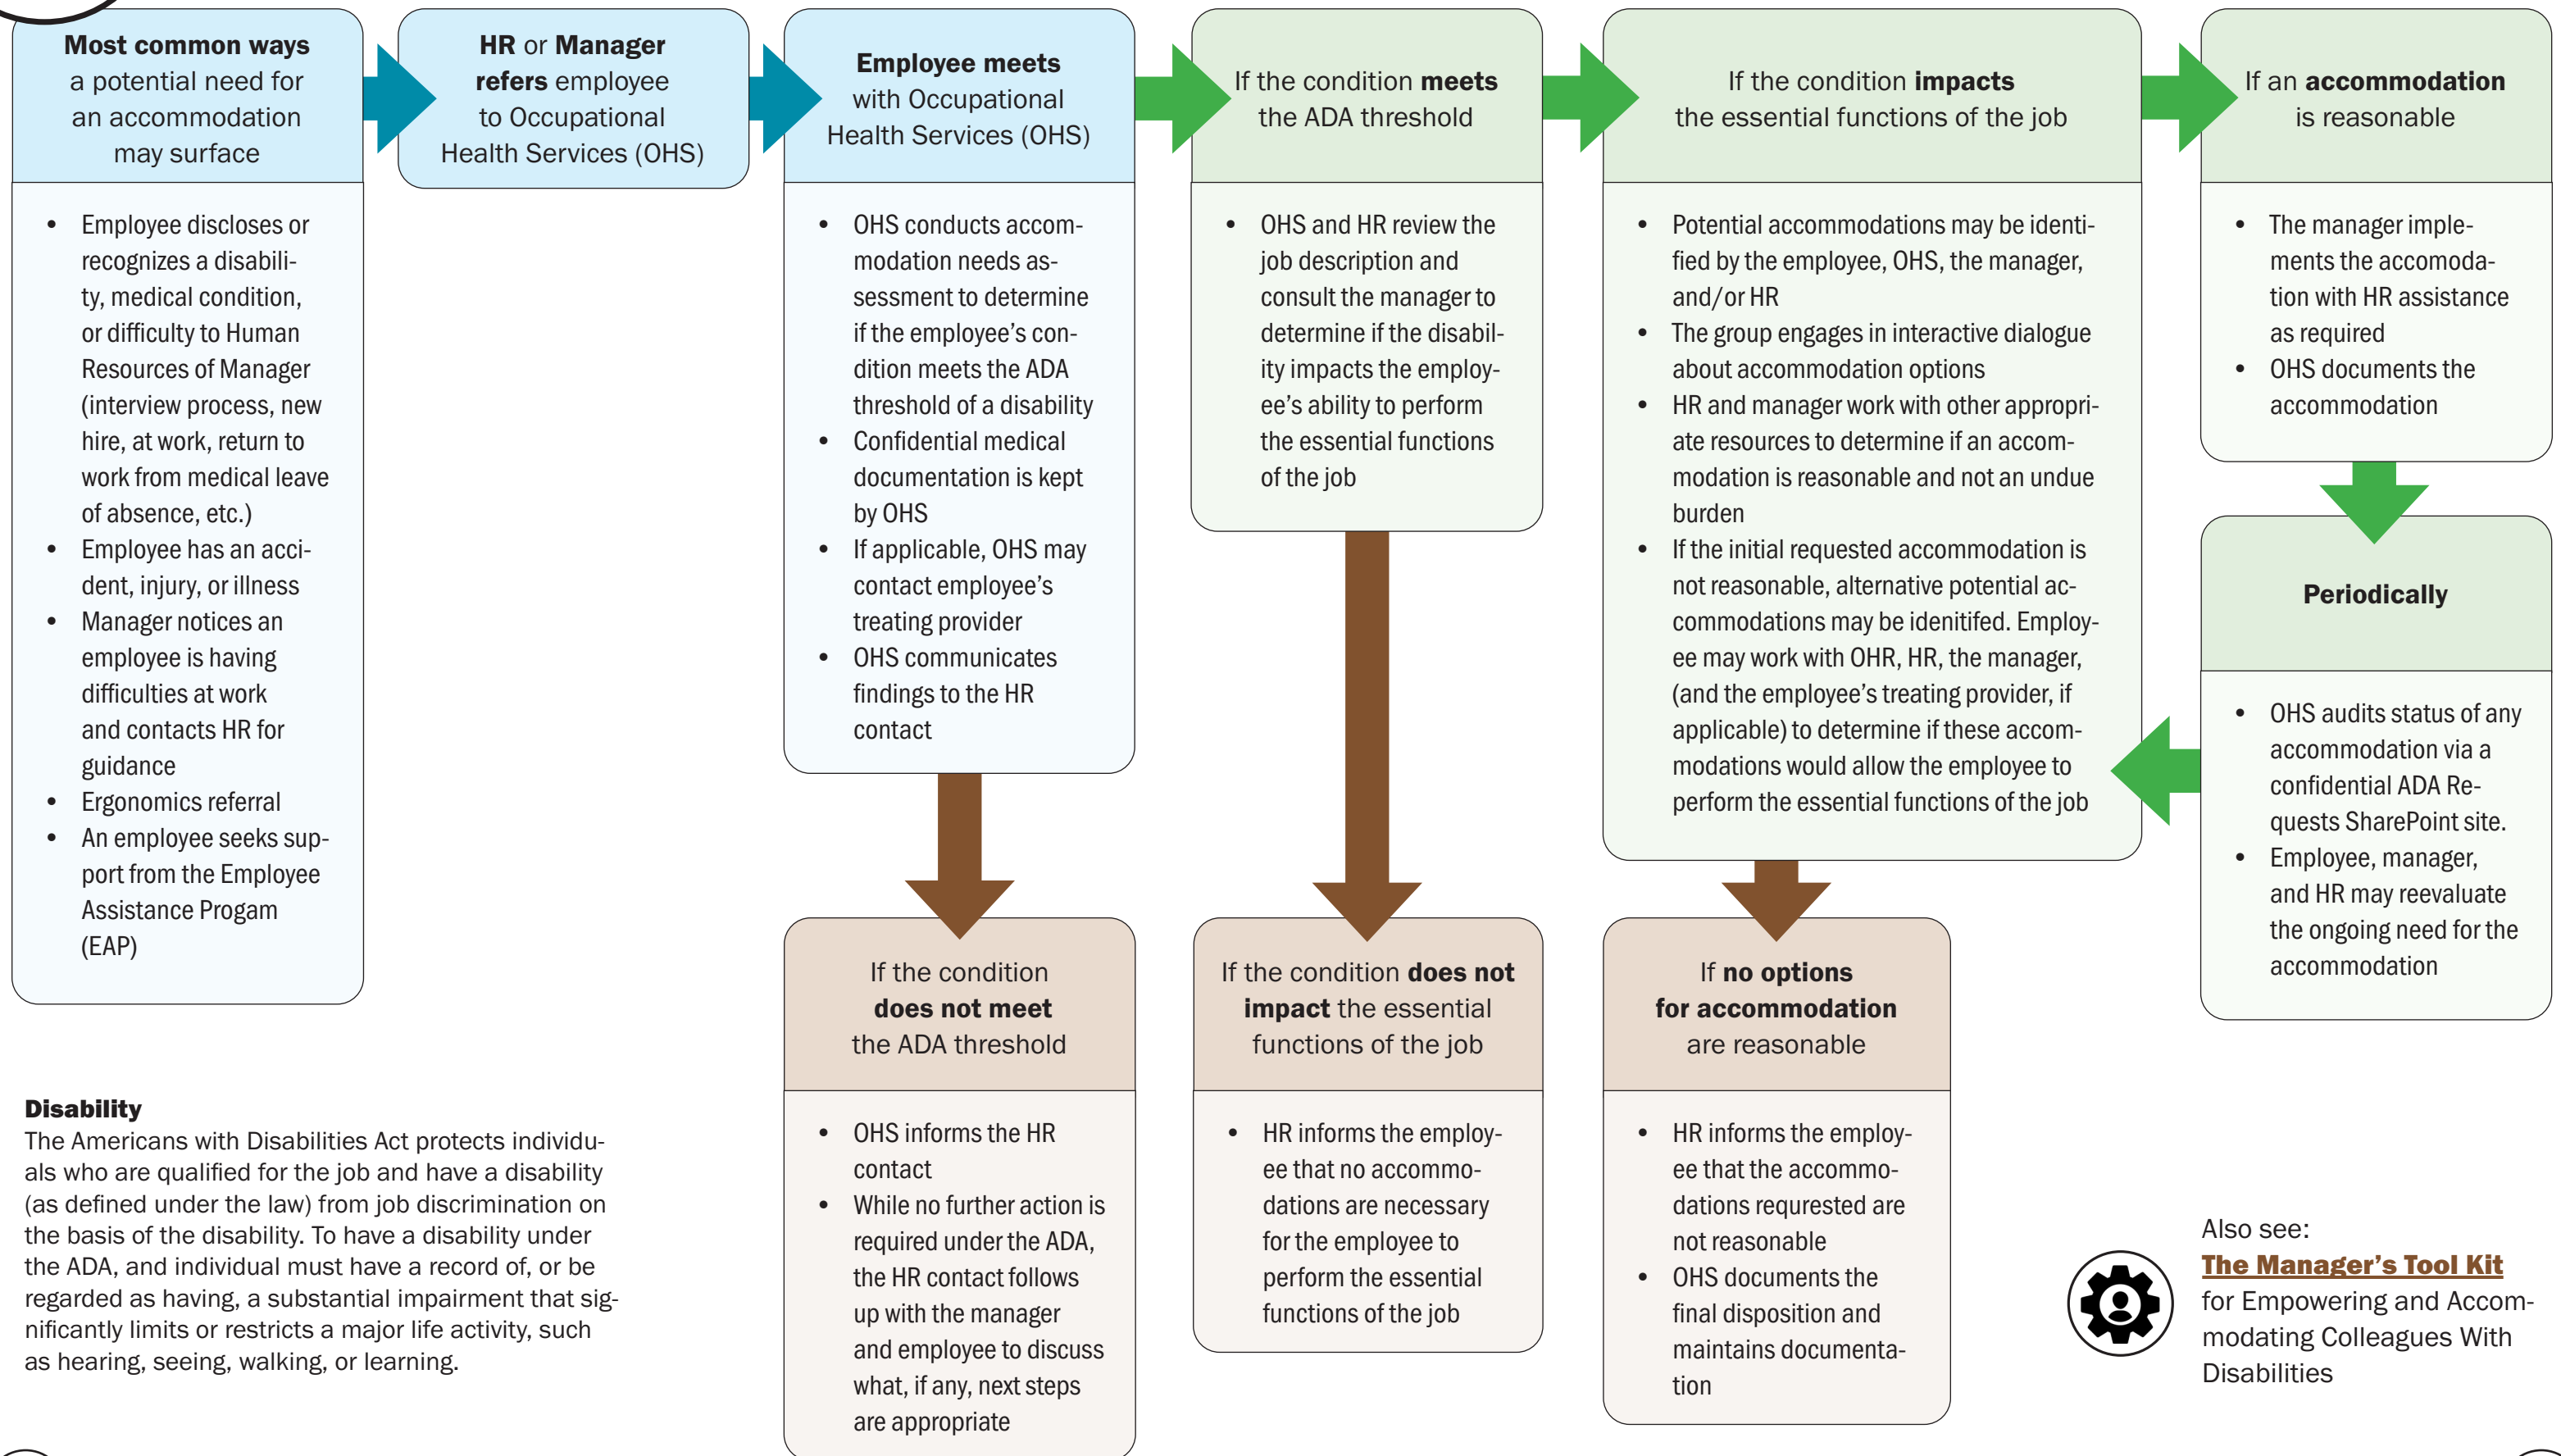 Most common ways
a potential need for
an accommodation
may surface
• Employee discloses or
recognizes a disabili-
ty, medical condition,
or difficulty to Human
Resources of Manager
(interview process, new
hire, at work, return to
work from medical leave
of absence, etc.)
• Employee has an acci-
dent, injury, or illness
• Manager notices an
employee is having
difficulties at work
and contacts HR for
guidance
• Ergonomics referral
• An employee seeks sup-
port from the Employee
Assistance Progam
(EAP)
HR or Manager
refers employee
to Occupational
Health Services (OHS)
Employee meets
with Occupational
Health Services (OHS)
• OHS conducts accom-
modation needs as-
sessment to determine
if the employee's con-
dition meets the ADA
threshold of a disability
• Confidential medical
documentation is kept
by OHS
• If applicable, OHS may
contact employee's
treating provider
• OHS communicates
findings to the HR
contact
If the condition meets
the ADA threshold
• OHS and HR review the
job description and
consult the manager to
determine if the disabil-
ity impacts the employ-
ee's ability to perform
the essential functions
of the job
If the condition impacts
the essential functions of the job
• Potential accommodations may be identi-
fied by the employee, OHS, the manager,
and/or HR
• The group engages in interactive dialogue
about accommodation options
• HR and manager work with other appropri-
ate resources to determine if an accom-
modation is reasonable and not an undue
burden
• If the initial requested accommodation is
not reasonable, alternative potential ac-
commodations may be idenitifed. Employ-
ee may work with OHR, HR, the manager,
(and the employee's treating provider, if
applicable) to determine if these accom-
modations would allow the employee to
perform the essential functions of the job
If an accommodation
is reasonable
• The manager imple-
ments the accomoda-
tion with HR assistance
as required
• OHS documents the
accommodation
Periodically
• OHS audits status of any
accommodation via a
confidential ADA Re-
quests SharePoint site.
• Employee, manager,
and HR may reevaluate
the ongoing need for the
accommodation
If the condition
does not meet
the ADA threshold
• OHS informs the HR
contact
• While no further action is
required under the ADA,
the HR contact follows
up with the manager
and employee to discuss
what, if any, next steps
are appropriate
If the condition does not
impact the essential
functions of the job
• HR informs the employ-
ee that no accommo-
dations are necessary
for the employee to
perform the essential
functions of the job
If no options
for accommodation
are reasonable
• HR informs the employ-
ee that the accommo-
dations requrested are
not reasonable
• OHS documents the
final disposition and
maintains documenta-
tion
Disability
The Americans with Disabilities Act protects individu-
als who are qualified for the job and have a disability
(as defined under the law) from job discrimination on
the basis of the disability. To have a disability under
the ADA, and individual must have a record of, or be
regarded as having, a substantial impairment that sig-
nificantly limits or restricts a major life activity, such
as hearing, seeing, walking, or learning.
Also see:
The Manager's Tool Kit
for Empowering and Accom-
modating Colleagues With
Disabilities